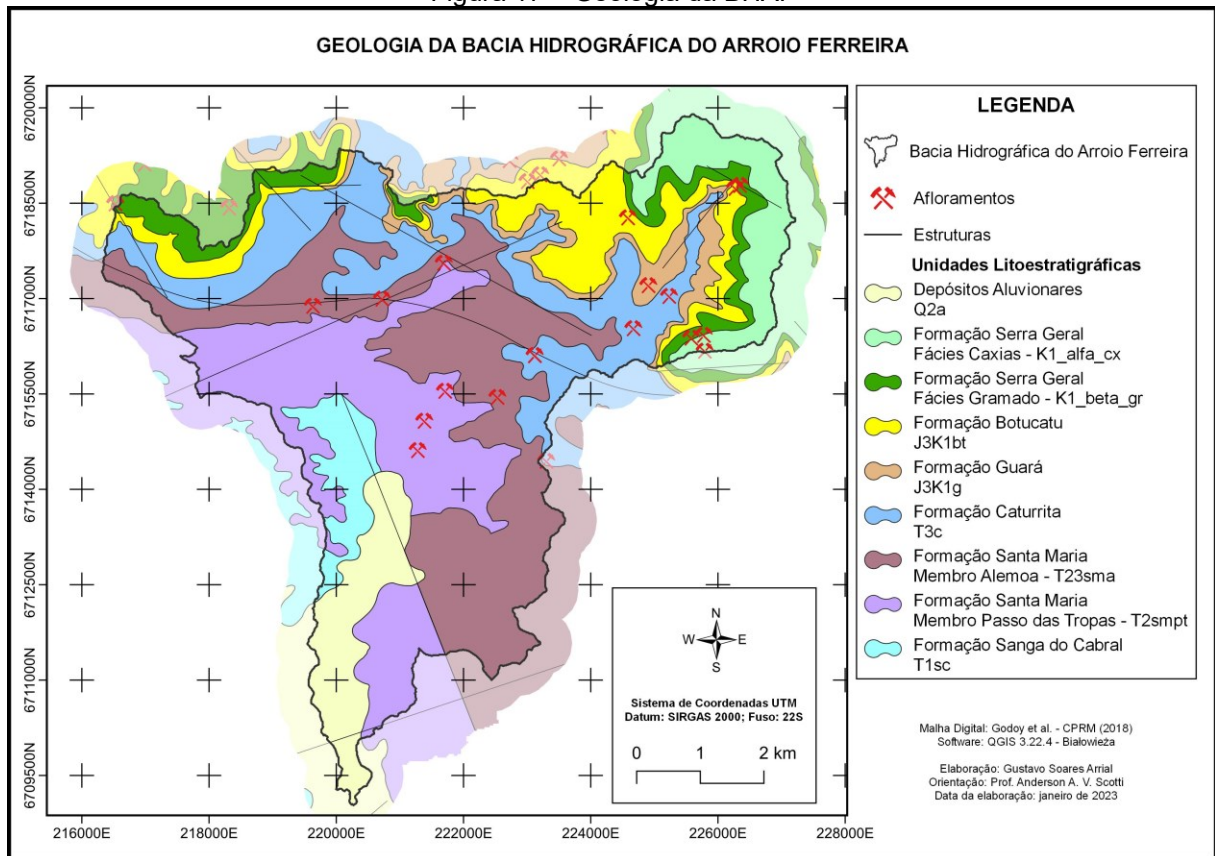 GEOLOGIA DA BACIA HIDROGRÁFICA DO ARROIO FERREIRA
6720000N
6718500N
6717000N
6715500N
6714000N
6712500N
6711000N
6709500N
216000E
218000E
220000E
222000E
224000E
226000E
228000E
N
W
E
S
Sistema de Coordenadas UTM
Datum: SIRGAS 2000; Fuso: 22S
0 1 2 km
LEGENDA
Bacia Hidrográfica do Arroio Ferreira
Afloramentos
Estruturas
Unidades Litoestratigráficas
Depósitos Aluvionares
Q2a
Formação Serra Geral
Fácies Caxias - K1_alfa_cx
Formação Serra Geral
Fácies Gramado - K1_beta_gr
Formação Botucatu
J3K1bt
Formação Guará
J3K1g
Formação Caturrita
T3c
Formação Santa Maria
Membro Alemoa - T23sma
Formação Santa Maria
Membro Passo das Tropas - T2smpt
Formação Sanga do Cabral
T1sc
Malha Digital: Godoy et al. - CPRM (2018)
Software: QGIS 3.22.4 - Białowieża
Elaboração: Gustavo Soares Arrial
Orientação: Prof. Anderson A. V. Scotti
Data da elaboração: janeiro de 2023